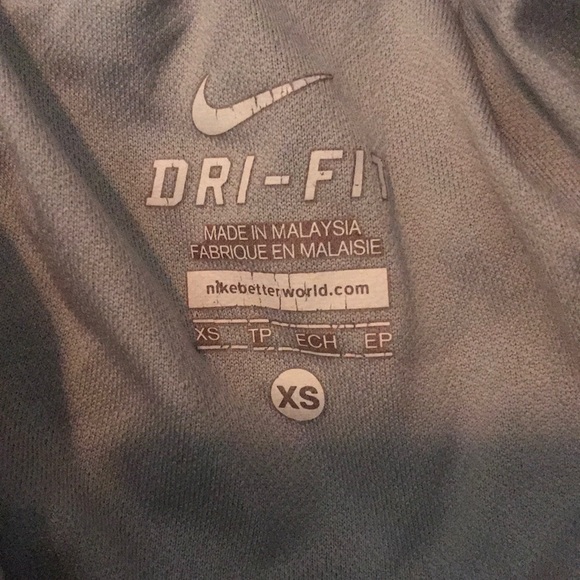 DRI-FIT
MADE IN MALAYSIA
FABRIQUE EN MALAISIE
nikebetterworld.com
XS TP ECH EP
XS